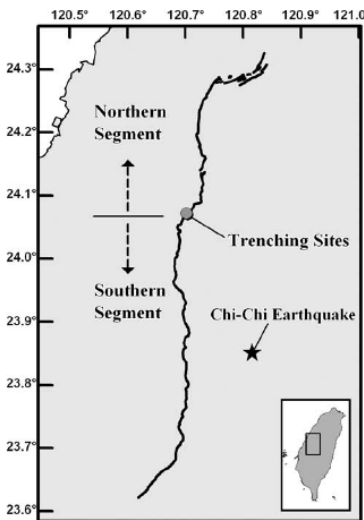 120.5° 120.6° 120.7° 120.8° 120.9° 121.0
24.3°
24.2°
24.1°
24.0°
23.9°
23.8°
23.7°
23.6°
Northern
Segment
Trenching Sites
Southern
Segment
Chi-Chi Earthquake